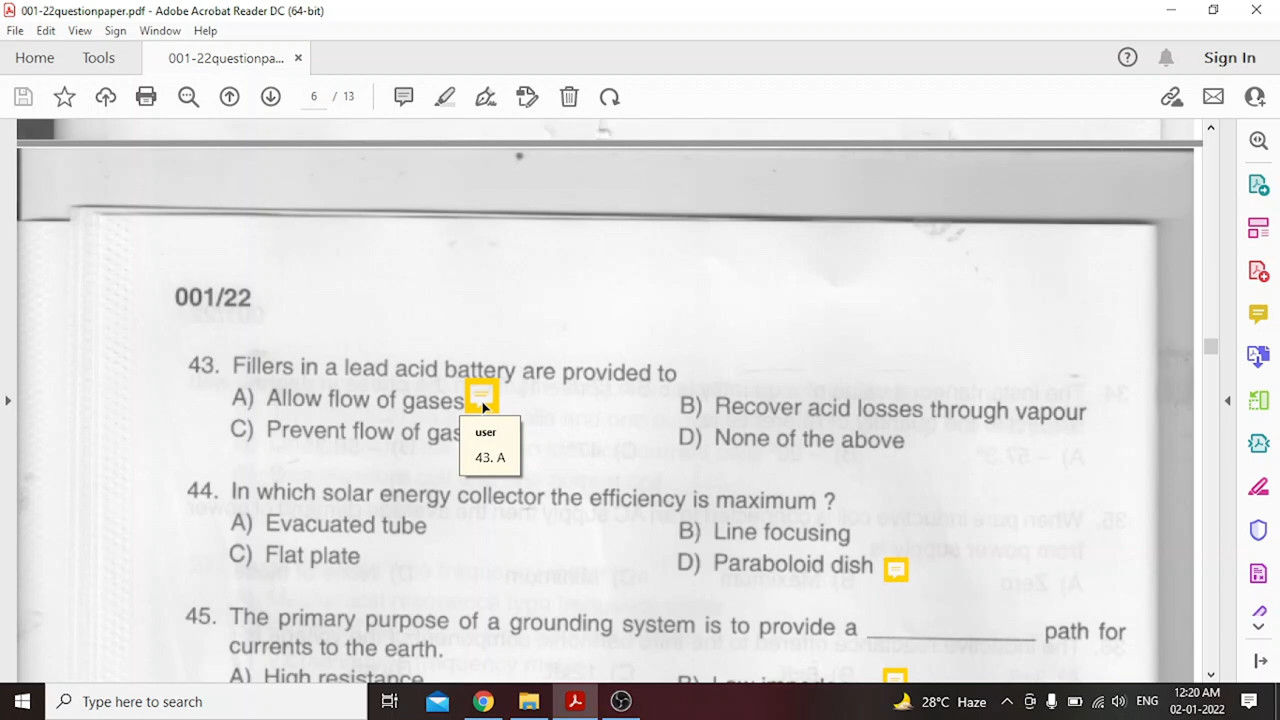 001-22questionpaper.pdf - Adobe Acrobat Reader DC (64-bit)
File Edit View Sign Window Help
Home Tools 001-22questionpa... × Sign In
6 / 13
001/22
43. Fillers in a lead acid battery are provided to
A) Allow flow of gases
B) Recover acid losses through vapour
C) Prevent flow of gas
D) None of the above
user
43. A
44. In which solar energy collector the efficiency is maximum ?
A) Evacuated tube
B) Line focusing
C) Flat plate
D) Paraboloid dish
45. The primary purpose of a grounding system is to provide a ____________ path for
currents to the earth.
A) High resistance
Type here to search
28°C Haze
ENG
12:20 AM
02-01-2022